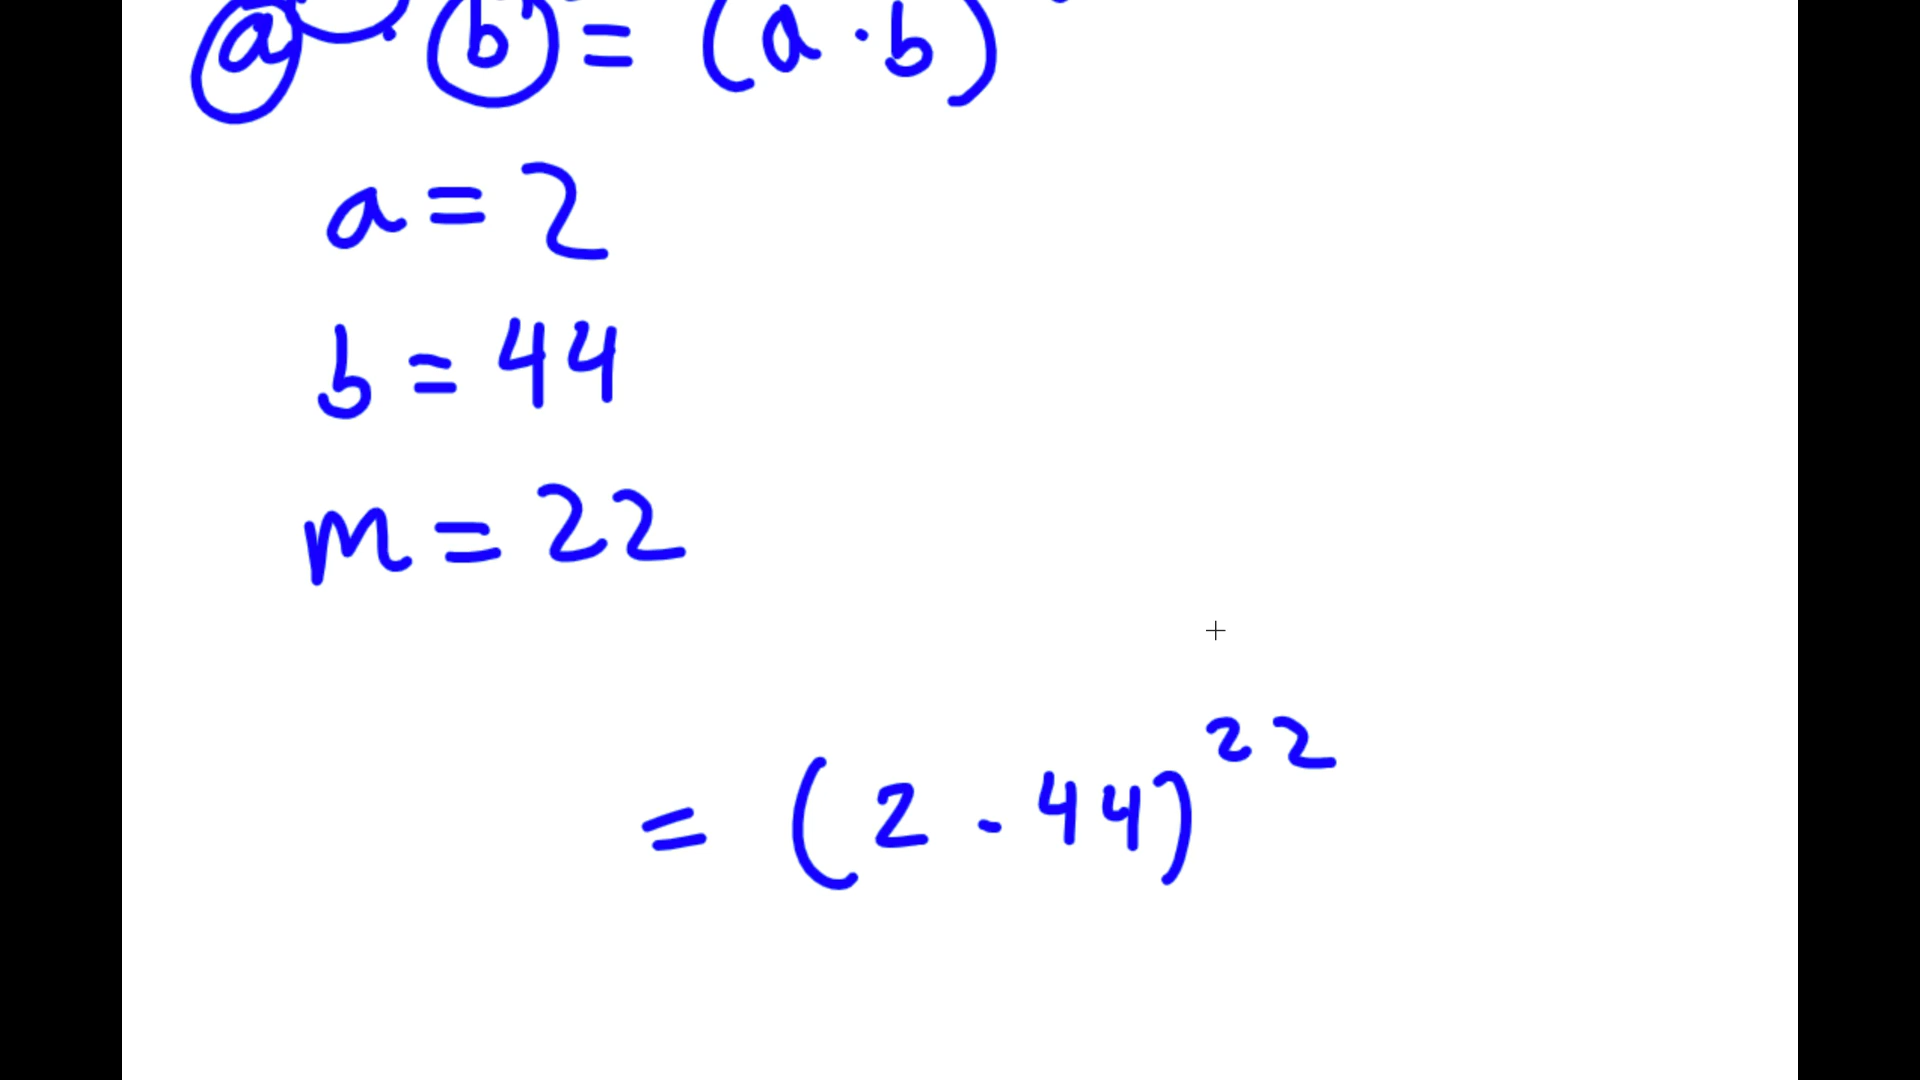 a · b = (a · b)
a = 2
b = 44
m = 22
= (2 · 44)²²